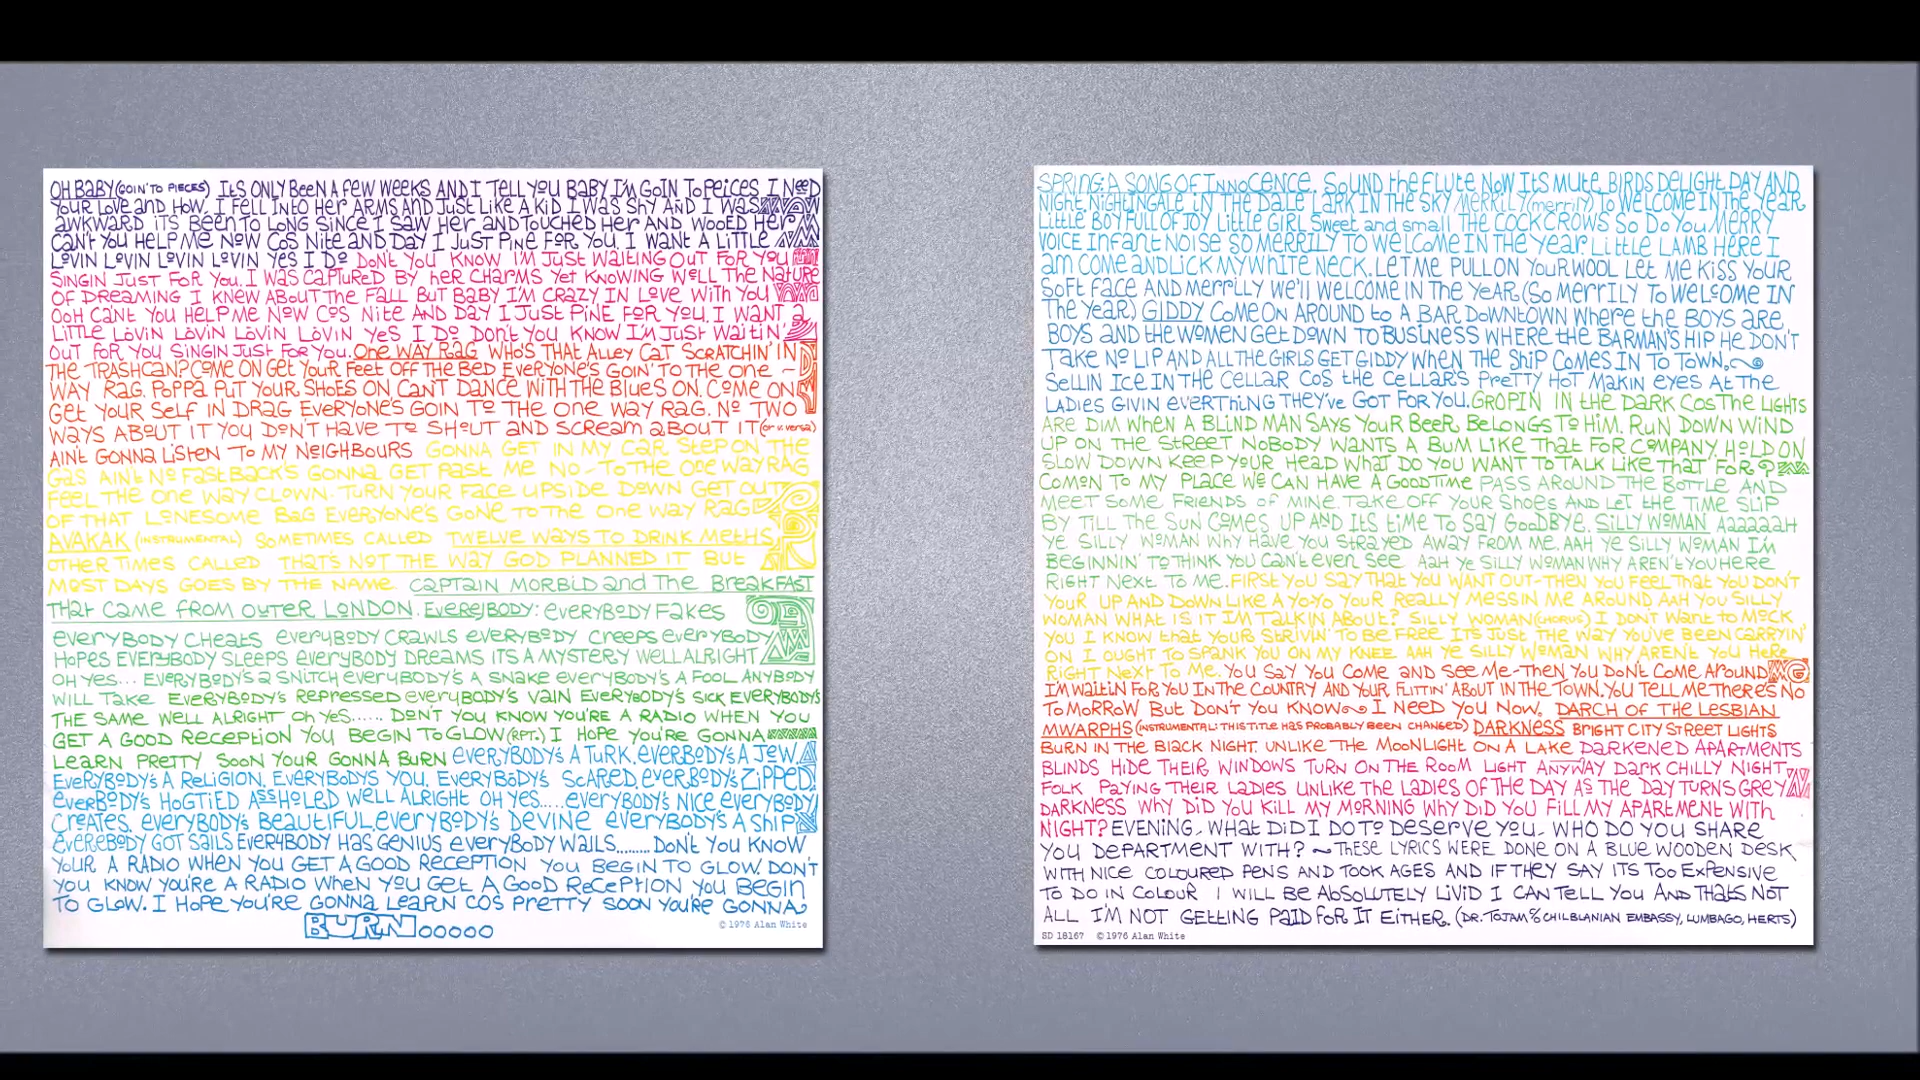 OH BABY (GOIN' TO PIECES) ITS ONLY BEEN A FEW WEEKS AND I TELL YOU BABY I'M GOIN TO PEICES I NEED
YOUR LOVE AND HOW. I FELL INTO HER ARMS AND JUST LIKE A KID I WAS SHY AND I WAS
AWKWARD ITS BEEN TO LONG SINCE I SAW HER AND TOUCHED HER AND WOOED HER
CAN'T YOU HELP ME NOW COS NITE AND DAY I JUST PINE FOR YOU. I WANT A LITTLE
LOVIN LOVIN LOVIN LOVIN YES I DO DON'T YOU KNOW I'M JUST WAITING OUT FOR YOU
SINGIN JUST FOR YOU. I WAS CAPTURED BY HER CHARMS YET KNOWING WELL THE NATURE
OF DREAMING I KNEW ABOUT THE FALL BUT BABY I'M CRAZY IN LOVE WITH YOU
OOH CAN'T YOU HELP ME NOW COS NITE AND DAY I JUST PINE FOR YOU. I WANT A
LITTLE LOVIN LOVIN LOVIN LOVIN YES I DO DON'T YOU KNOW I'M JUST WAITIN'
OUT FOR YOU SINGIN JUST FOR YOU. ONE WAY RAG WHO'S THAT ALLEY CAT SCRATCHIN' IN
THE TRASHCAN? COME ON GET YOUR FEET OFF THE BED EVERYONE'S GOIN' TO THE ONE ~
WAY RAG. POPPA PUT YOUR SHOES ON CAN'T DANCE WITH THE BLUES ON. COME ON
GET YOUR SELF IN DRAG EVERYONE'S GOIN TO THE ONE WAY RAG. NO TWO
WAYS ABOUT IT YOU DON'T HAVE TO SHOUT AND SCREAM ABOUT IT (OR V. VERSA)
AIN'T GONNA LISTEN TO MY NEIGHBOURS GONNA GET IN MY CAR STEP ON THE
GAS AIN'T NO FASTBACK'S GONNA GET PAST ME NO - TO THE ONE WAY RAG
FEEL THE ONE WAY CLOWN. TURN YOUR FACE UPSIDE DOWN GET OUT
OF THAT LONESOME BAG EVERYONE'S GONE TO THE ONE WAY RAG
AVAKAK (INSTRUMENTAL) SOMETIMES CALLED TWELVE WAYS TO DRINK METHS
OTHER TIMES CALLED THAT'S NOT THE WAY GOD PLANNED IT BUT
MOST DAYS GOES BY THE NAME CAPTAIN MORBID AND THE BREAKFAST
THAT CAME FROM OUTER LONDON. EVEREJBODY: EVERYBODY FAKES
EVERYBODY CHEATS EVERYBODY CRAWLS EVERYBODY CREEPS EVERYBODY
HOPES EVERYBODY SLEEPS EVERYBODY DREAMS ITS A MYSTERY WELL ALRIGHT
OH YES... EVERYBODY'S A SNITCH EVERYBODY'S A SNAKE EVERYBODY'S A FOOL ANYBODY
WILL TAKE EVERYBODY'S REPRESSED EVERYBODY'S VAIN EVERYBODY'S SICK EVERYBODY'S
THE SAME WELL ALRIGHT OH YES...... DON'T YOU KNOW YOU'RE A RADIO WHEN YOU
GET A GOOD RECEPTION YOU BEGIN TO GLOW (RPT.) I HOPE YOU'RE GONNA
LEARN PRETTY SOON YOUR GONNA BURN EVERYBODY'S A TURK. EVERBODY'S A JEW.
EVERYBODY'S A RELIGION. EVERYBODYS YOU. EVERYBODY'S SCARED. EVERBODY'S ZIPPED
EVERBODY'S HOGTIED ASSHOLED WELL ALRIGHT OH YES.....EVERYBODY'S NICE EVERYBODY
CREATES. EVERYBODY'S BEAUTIFUL. EVERYBODY'S DEVINE EVERYBODY'S A SHIP
EVEREBODY GOT SAILS EVERYBODY HAS GENIUS EVERYBODY WAILS......... DON'T YOU KNOW
YOUR A RADIO WHEN YOU GET A GOOD RECEPTION YOU BEGIN TO GLOW. DON'T
YOU KNOW YOU'RE A RADIO WHEN YOU GET A GOOD RECEPTION YOU BEGIN
TO GLOW. I HOPE YOU'RE GONNA LEARN COS PRETTY SOON YOU'RE GONNA
BURN ooooo
© 1976 Alan White
SPRING: A SONG OF INNOCENCE. SOUND THE FLUTE NOW ITS MUTE. BIRDS DELIGHT DAY AND
NIGHT. NIGHTINGALE IN THE DALE LARK IN THE SKY MERRILY (merrily) TO WELCOME IN THE YEAR
LITTLE BOY FULL OF JOY LITTLE GIRL SWEET and small THE COCK CROWS SO DO YOU MERRY
VOICE INFANT NOISE SO MERRILY TO WELCOME IN THE YEAR. LITTLE LAMB HERE I
AM COME AND LICK MY WHITE NECK. LET ME PULL ON YOUR WOOL LET ME KISS YOUR
SOFT FACE AND MERRILLY WE'LL WELCOME IN THE YEAR (SO MERRILY TO WELCOME IN
THE YEAR.) GIDDY COME ON AROUND TO A BAR DOWNTOWN WHERE THE BOYS ARE
BOYS AND THE WOMEN GET DOWN TO BUSINESS WHERE THE BARMAN'S HIP HE DON'T
TAKE NO LIP AND ALL THE GIRLS GET GIDDY WHEN THE SHIP COMES IN TO TOWN.
SELLIN ICE IN THE CELLAR COS THE CELLAR'S PRETTY HOT MAKIN EYES AT THE
LADIES GIVIN EVERTHING THEY'VE GOT FOR YOU. GROPIN IN THE DARK COS THE LIGHTS
ARE DIM WHEN A BLIND MAN SAYS YOUR BEER BELONGS TO HIM. RUN DOWN WIND
UP ON THE STREET NOBODY WANTS A BUM LIKE THAT FOR COMPANY. HOLD ON
SLOW DOWN KEEP YOUR HEAD WHAT DO YOU WANT TO TALK LIKE THAT FOR?
COMON TO MY PLACE WE CAN HAVE A GOODTIME PASS AROUND THE BOTTLE AND
MEET SOME FRIENDS OF MINE. TAKE OFF YOUR SHOES AND LET THE TIME SLIP
BY TILL THE SUN COMES UP AND ITS TIME TO SAY GOODBYE. SILLY WOMAN AAAAAAH
YE SILLY WOMAN WHY HAVE YOU STRAYED AWAY FROM ME. AAH YE SILLY WOMAN I'M
BEGINNIN' TO THINK YOU CAN'T EVEN SEE AAH YE SILLY WOMAN WHY AREN'T YOU HERE
RIGHT NEXT TO ME. FIRST YOU SAY THAT YOU WANT OUT - THEN YOU FEEL THAT YOU DON'T
YOUR UP AND DOWN LIKE A YO-YO YOUR REALLY MESSIN ME AROUND AAH YOU SILLY
WOMAN WHAT IS IT I'M TALKIN ABOUT? SILLY WOMAN (CHORUS) I DONT WANT TO MOCK
YOU I KNOW THAT YOUR STRIVIN' TO BE FREE ITS JUST THE WAY YOU'VE BEEN CARRYIN'
ON I OUGHT TO SPANK YOU ON MY KNEE AAH YE SILLY WOMAN WHY AREN'T YOU HERE
RIGHT NEXT TO ME. YOU SAY YOU COME AND SEE ME - THEN YOU DON'T COME AROUND
I'M WAITIN FOR YOU IN THE COUNTRY AND YOUR FLITTIN' ABOUT IN THE TOWN. YOU TELL ME THERE'S NO
TOMORROW BUT DON'T YOU KNOW I NEED YOU NOW. DARCH OF THE LESBIAN
MWARPHS (INSTRUMENTAL: THIS TITLE HAS PROBABLY BEEN CHANGED) DARKNESS BRIGHT CITY STREET LIGHTS
BURN IN THE BLACK NIGHT. UNLIKE THE MOONLIGHT ON A LAKE DARKENED APARTMENTS
BLINDS HIDE THEIR WINDOWS TURN ON THE ROOM LIGHT ANYWAY DARK CHILLY NIGHT
FOLK PAYING THEIR LADIES UNLIKE THE LADIES OF THE DAY AS THE DAY TURNS GREY
DARKNESS WHY DID YOU KILL MY MORNING WHY DID YOU FILL MY APARTMENT WITH
NIGHT? EVENING. WHAT DID I DO TO DESERVE YOU. WHO DO YOU SHARE
YOU DEPARTMENT WITH? ~ THESE LYRICS WERE DONE ON A BLUE WOODEN DESK
WITH NICE COLOURED PENS AND TOOK AGES AND IF THEY SAY ITS TOO EXPENSIVE
TO DO IN COLOUR I WILL BE ABSOLUTELY LIVID I CAN TELL YOU AND THATS NOT
ALL I'M NOT GETTING PAID FOR IT EITHER. (DR. TOJAM % CHILBLANIAN EMBASSY, LUMBAGO, HERTS)
SD 18167 © 1976 Alan White